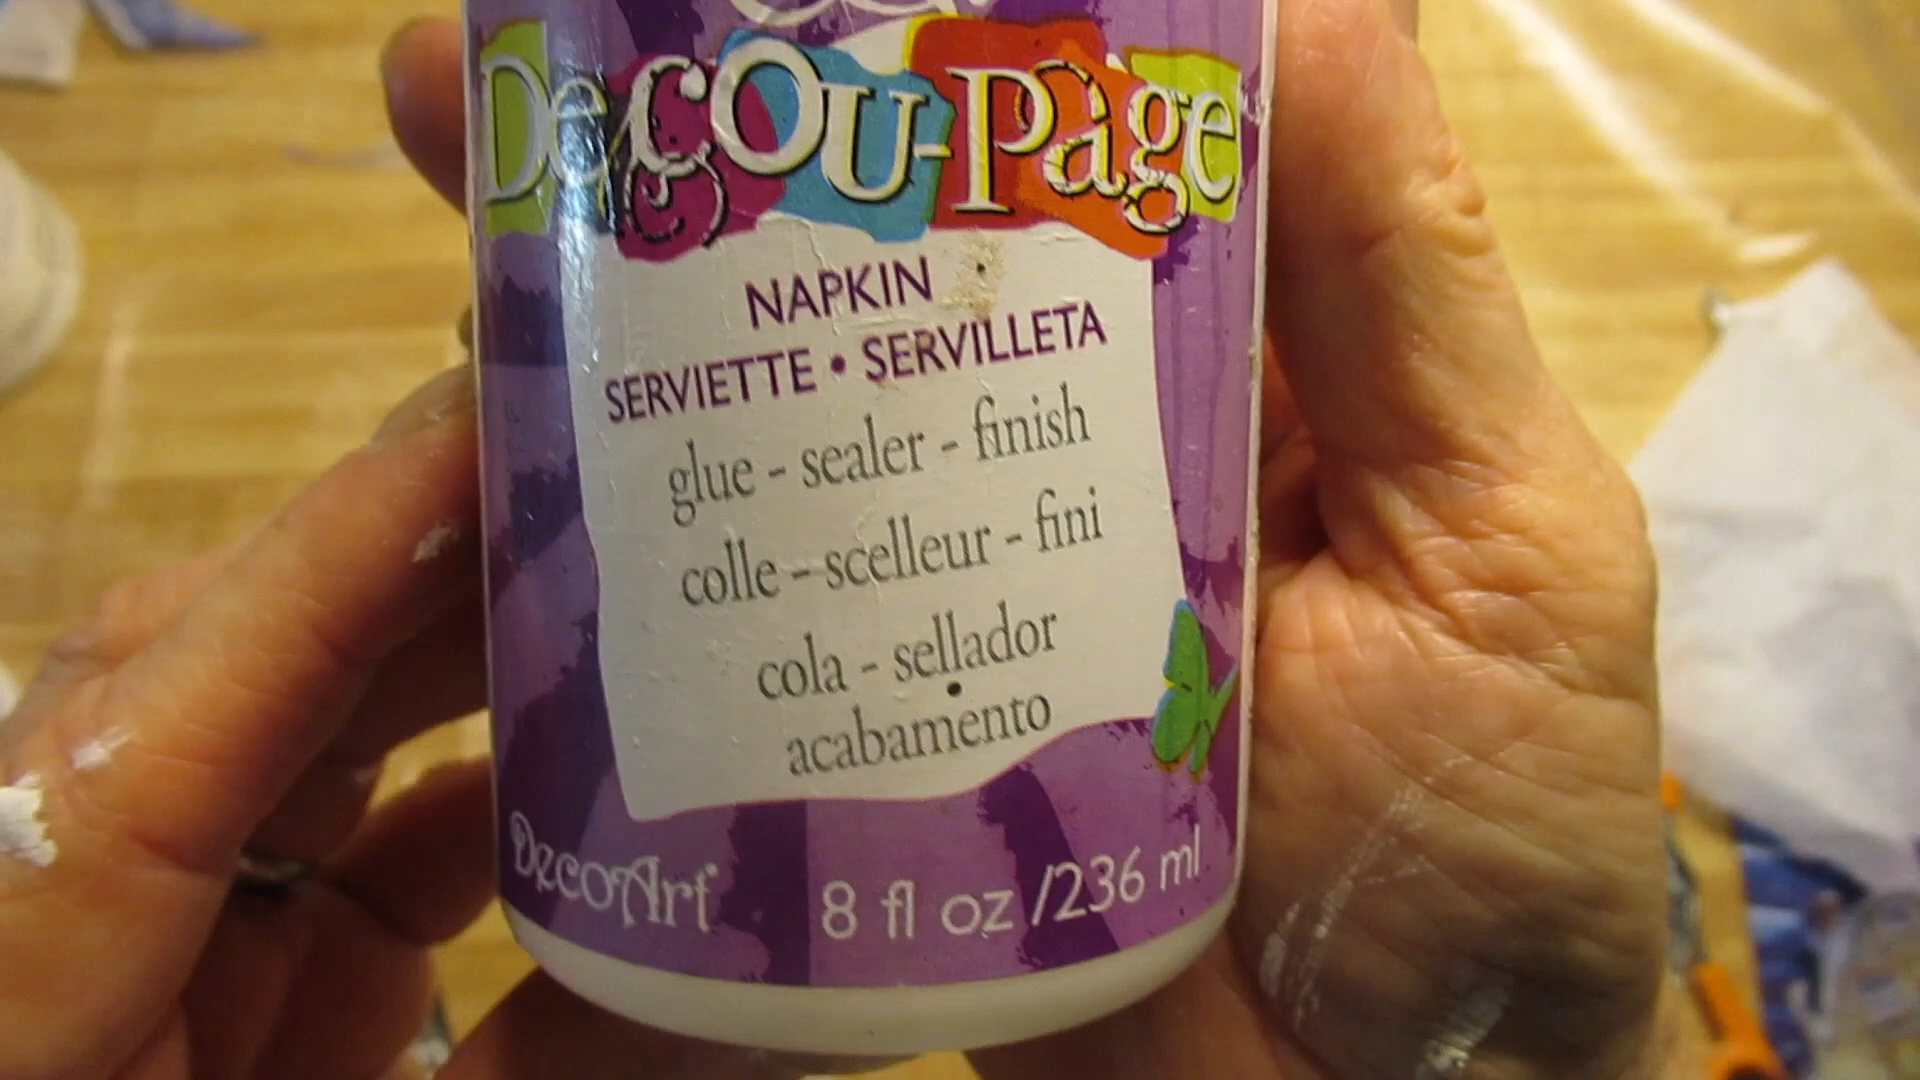 Decou-Page
NAPKIN
SERVIETTE • SERVILLETA
glue - sealer - finish
colle - scelleur - fini
cola - sellador
•
acabamento
DecoArt 8 fl oz /236 ml